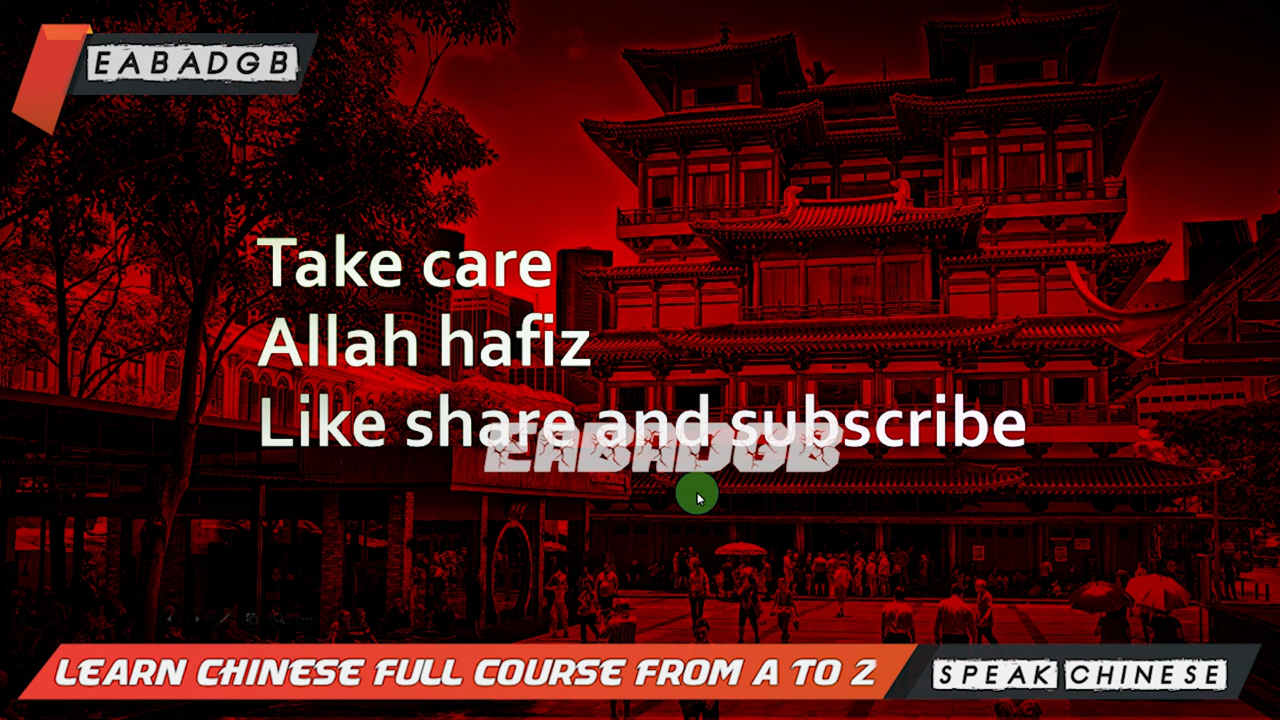 EABADGB
Take care
Allah hafiz
Like share and subscribe
EABADGB
LEARN CHINESE FULL COURSE FROM A TO Z
SPEAK CHINESE